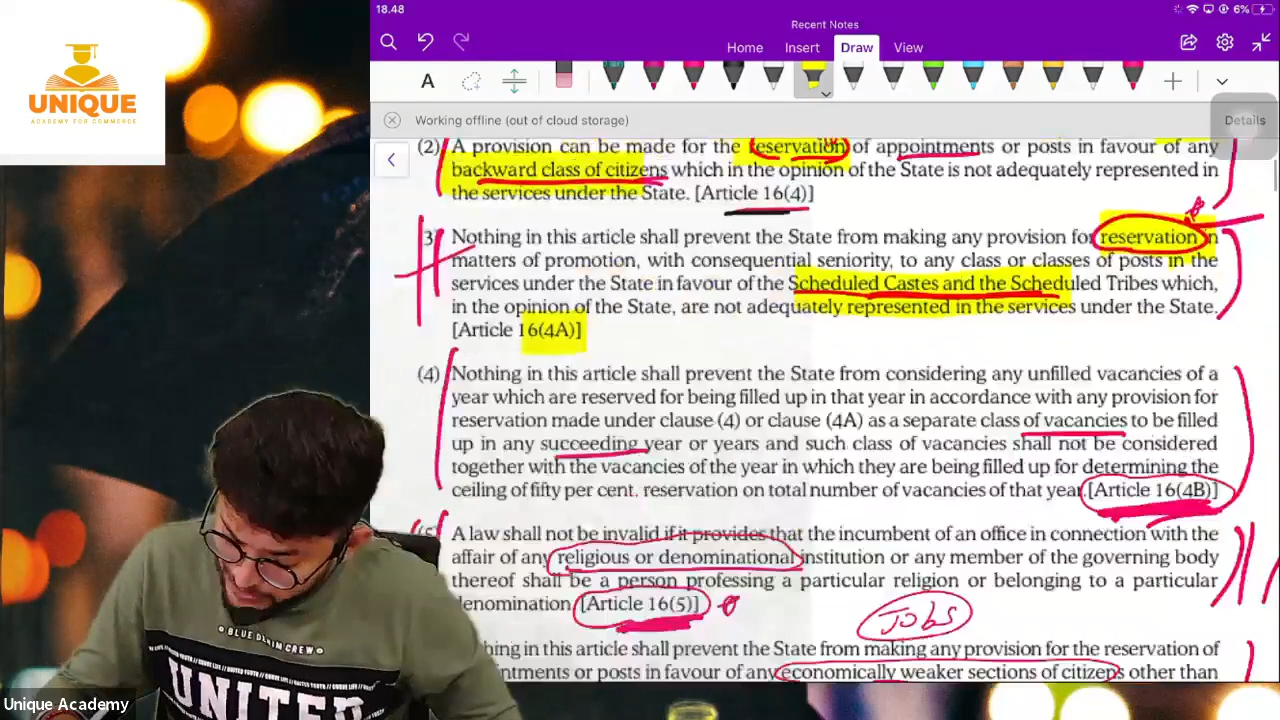 UNIQUE
ACADEMY FOR COMMERCE
18.48
6%
Recent Notes
Home Insert Draw View
A
Working offline (out of cloud storage)
Details
(2) A provision can be made for the reservation of appointments or posts in favour of any
backward class of citizens which in the opinion of the State is not adequately represented in
the services under the State. [Article 16(4)]
3) Nothing in this article shall prevent the State from making any provision for reservation in
matters of promotion, with consequential seniority, to any class or classes of posts in the
services under the State in favour of the Scheduled Castes and the Scheduled Tribes which,
in the opinion of the State, are not adequately represented in the services under the State.
[Article 16(4A)]
(4) Nothing in this article shall prevent the State from considering any unfilled vacancies of a
year which are reserved for being filled up in that year in accordance with any provision for
reservation made under clause (4) or clause (4A) as a separate class of vacancies to be filled
up in any succeeding year or years and such class of vacancies shall not be considered
together with the vacancies of the year in which they are being filled up for determining the
ceiling of fifty per cent. reservation on total number of vacancies of that year. [Article 16(4B)]
(5) A law shall not be invalid if it provides that the incumbent of an office in connection with the
affair of any religious or denominational institution or any member of the governing body
thereof shall be a person professing a particular religion or belonging to a particular
denomination. [Article 16(5)]
JOBS
hing in this article shall prevent the State from making any provision for the reservation of
ntments or posts in favour of any economically weaker sections of citizens other than
BLUE DENIM CREW
UNITED
Unique Academy